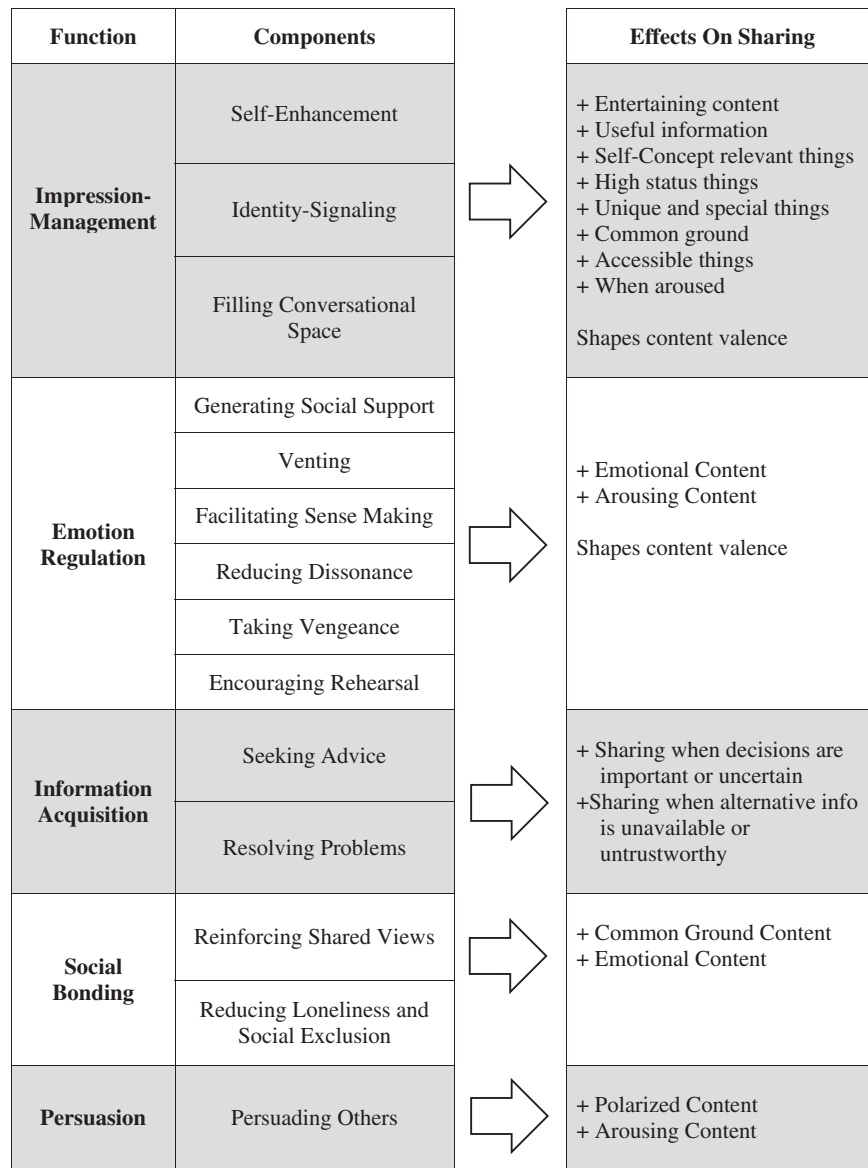 Function Components Effects On Sharing
Impression-
Management
Self-Enhancement
Identity-Signaling
Filling Conversational
Space
+ Entertaining content
+ Useful information
+ Self-Concept relevant things
+ High status things
+ Unique and special things
+ Common ground
+ Accessible things
+ When aroused
Shapes content valence
Emotion
Regulation
Generating Social Support
Venting
Facilitating Sense Making
Reducing Dissonance
Taking Vengeance
Encouraging Rehearsal
+ Emotional Content
+ Arousing Content
Shapes content valence
Information
Acquisition
Seeking Advice
Resolving Problems
+ Sharing when decisions are
important or uncertain
+Sharing when alternative info
is unavailable or
untrustworthy
Social
Bonding
Reinforcing Shared Views
Reducing Loneliness and
Social Exclusion
+ Common Ground Content
+ Emotional Content
Persuasion
Persuading Others
+ Polarized Content
+ Arousing Content